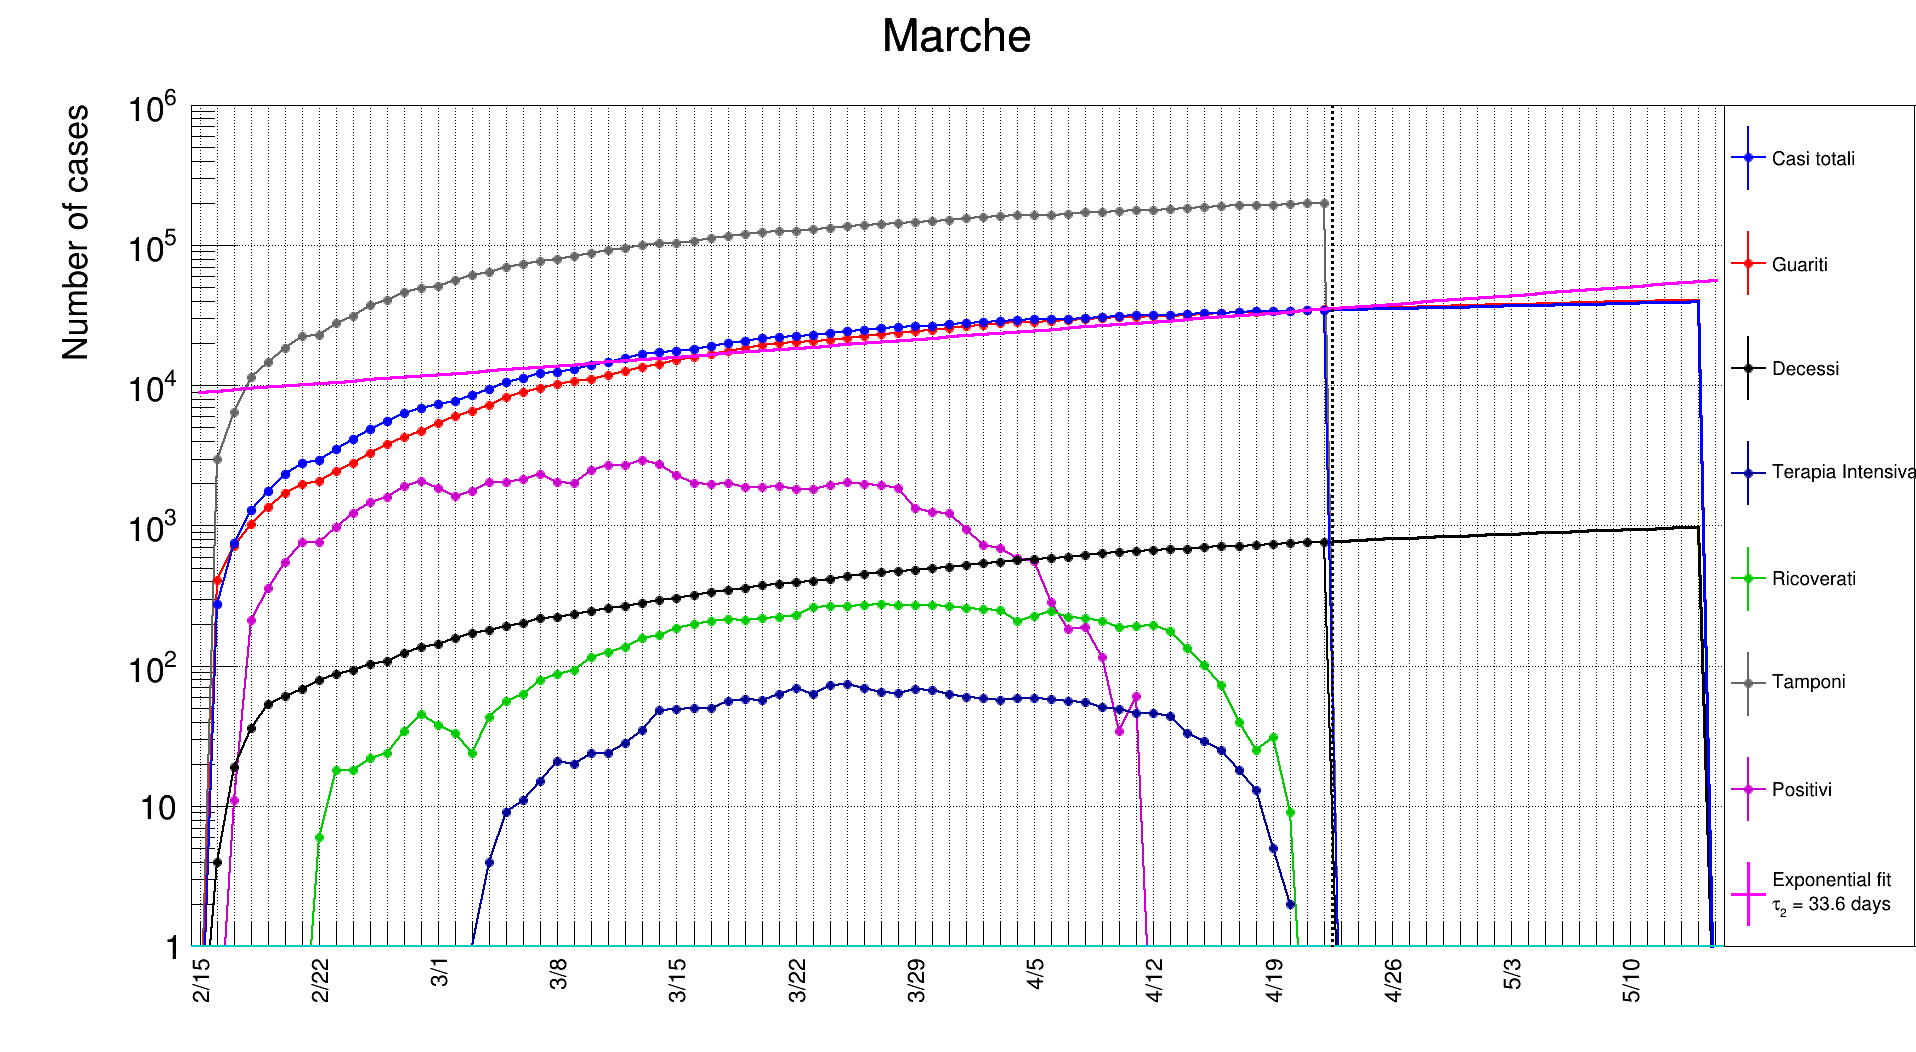 Marche
Number of cases
10^6
10^5
10^4
10^3
10^2
10
1
2/15
2/22
3/1
3/8
3/15
3/22
3/29
4/5
4/12
4/19
4/26
5/3
5/10
Casi totali
Guariti
Decessi
Terapia Intensiva
Ricoverati
Tamponi
Positivi
Exponential fit
τ₂ = 33.6 days